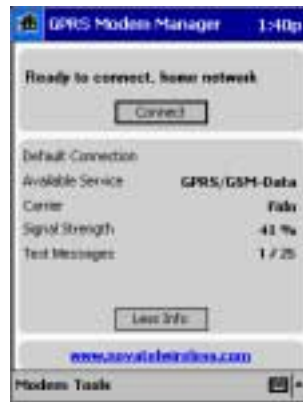 GPRS Modem Manager 1:40p
Ready to connect, home network
Connect
Default Connection
Available Service GPRS/GSM-Data
Carrier Fido
Signal Strength 41 %
Text Messages 1 / 25
Less Info
www.novatelwireless.com
Modem Tools